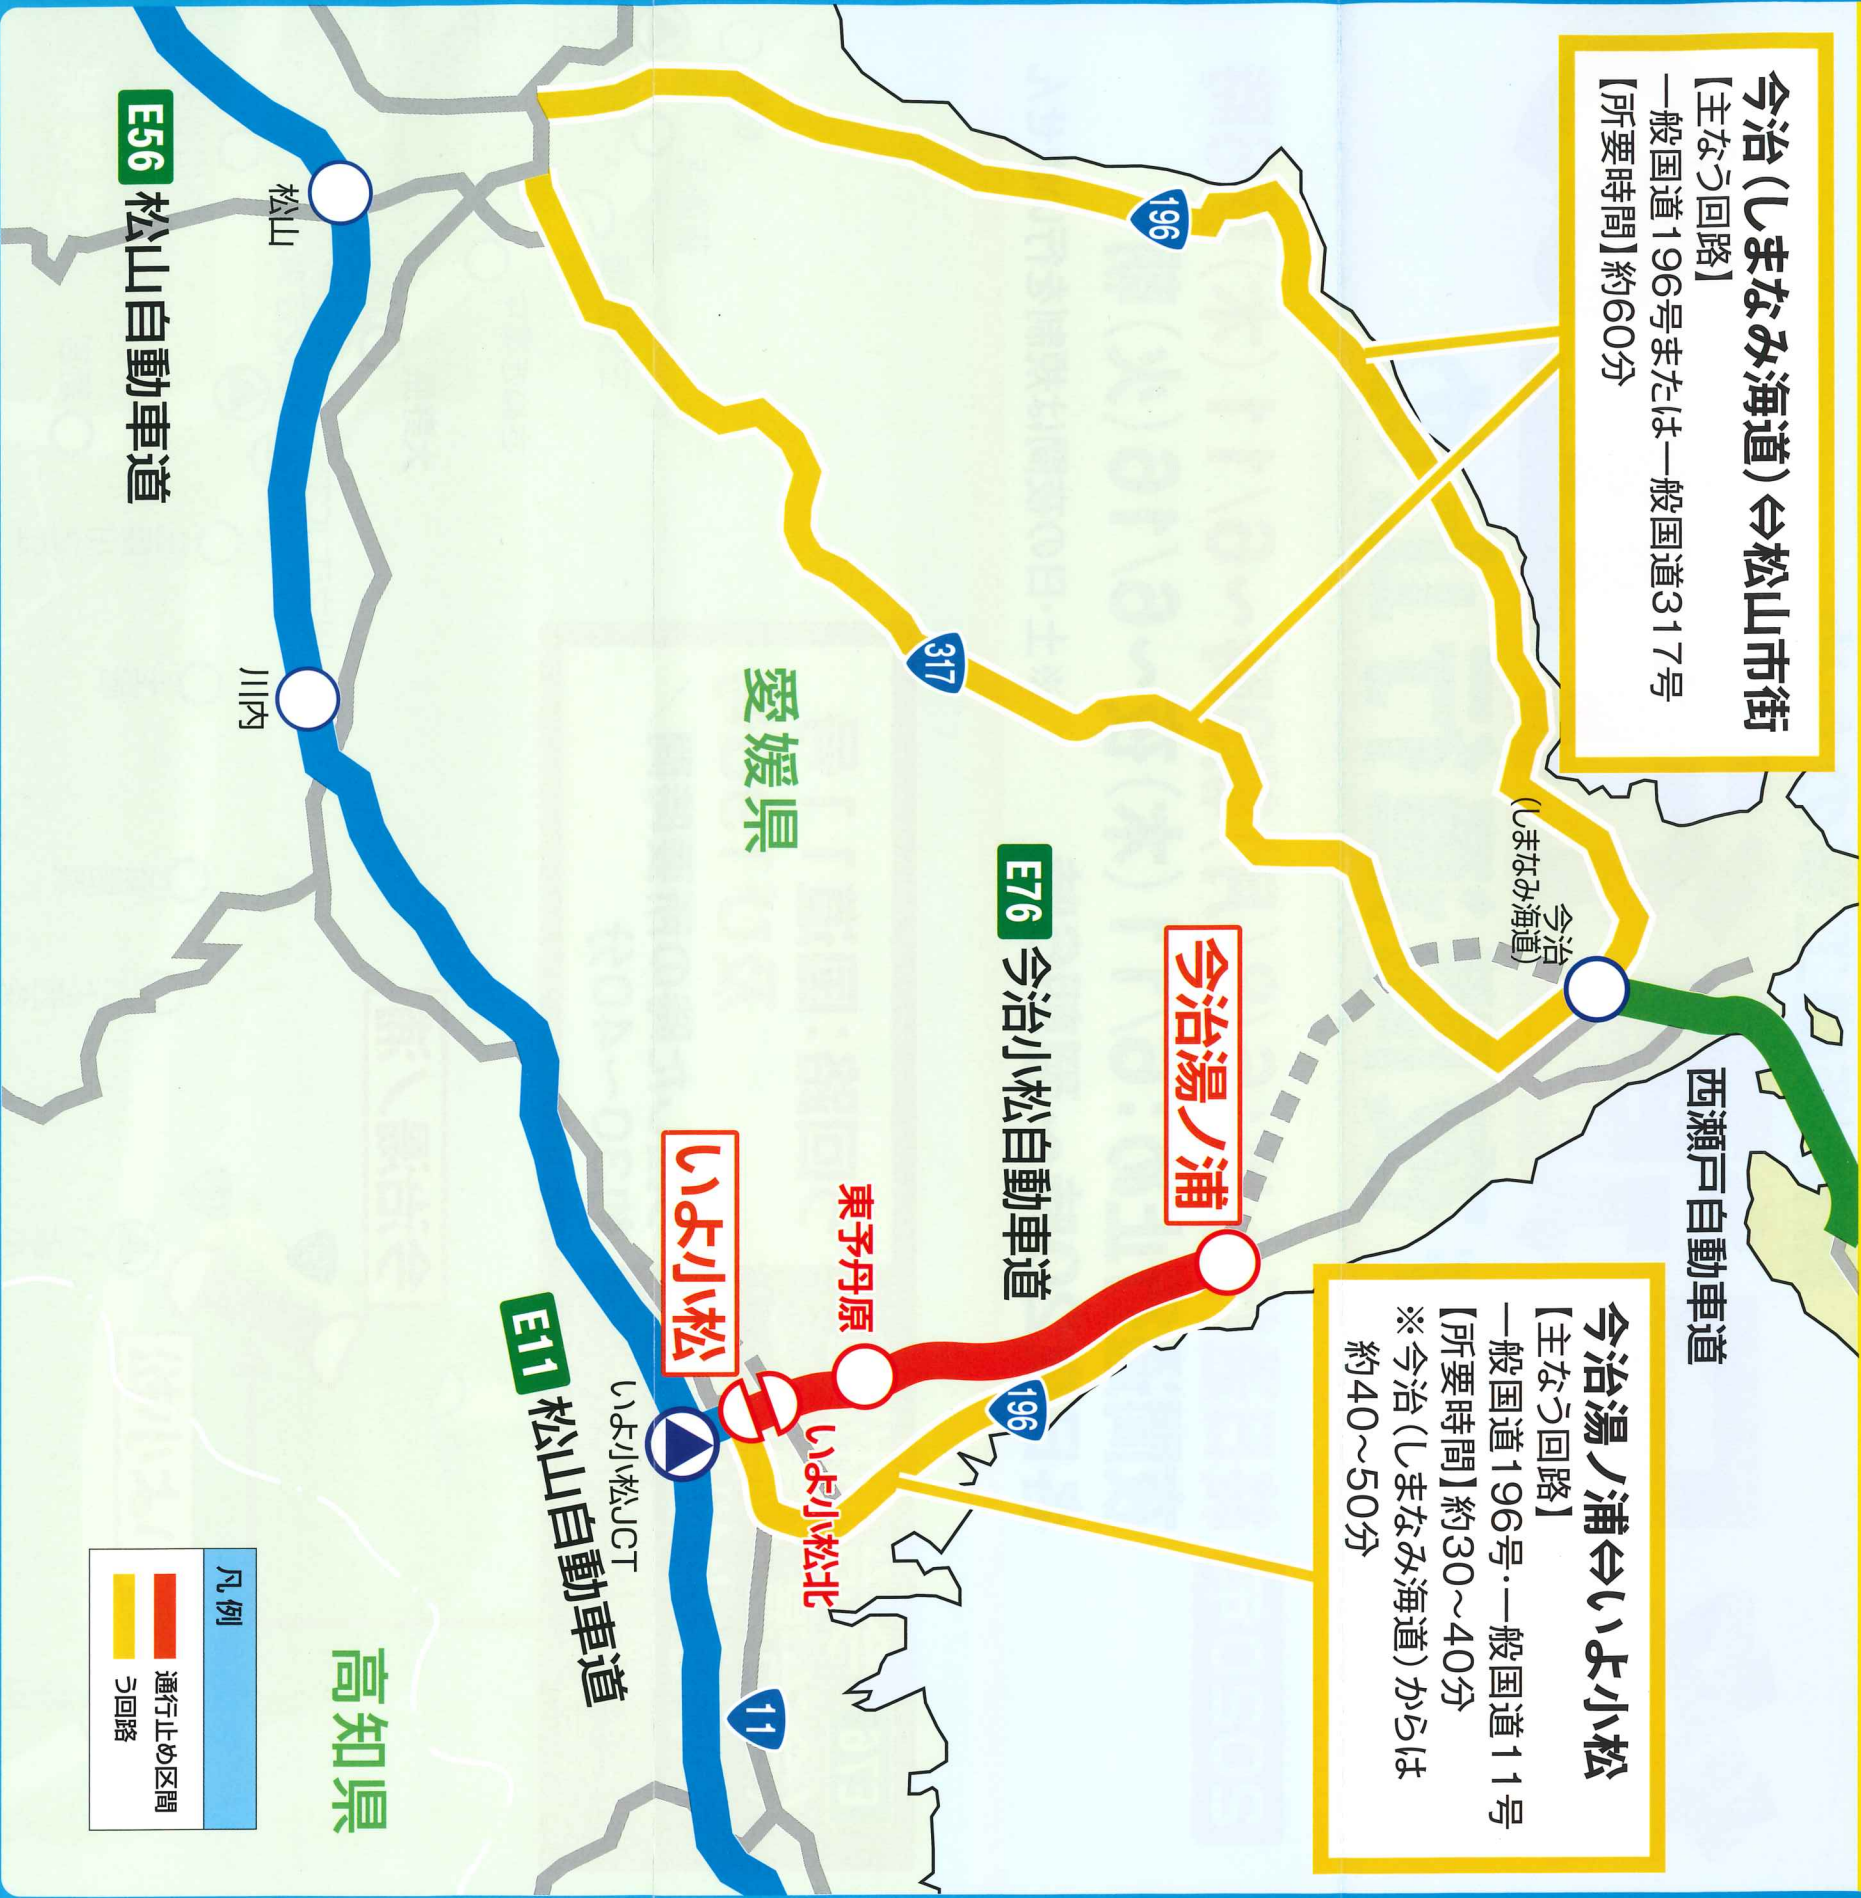 今治(しまなみ海道)⇔松山市街
【主なう回路】
一般国道196号または一般国道317号
【所要時間】約60分
今治湯ノ浦⇔いよ小松
【主なう回路】
一般国道196号・一般国道11号
【所要時間】約30~40分
※今治(しまなみ海道)からは
約40~50分
西瀬戸自動車道
今治
(しまなみ海道)
196
317
今治湯ノ浦
E76 今治小松自動車道
愛媛県
東予丹原
196
いよ小松北
いよ小松
いよ小松JCT
E11 松山自動車道
11
川内
松山
E56 松山自動車道
高知県
凡例
通行止め区間
う回路